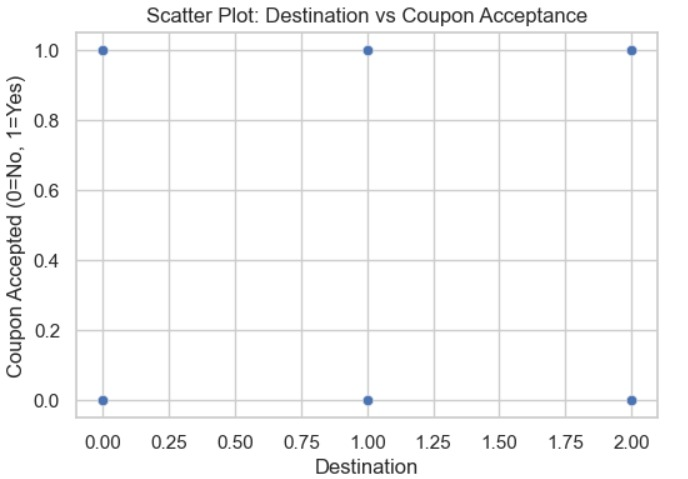 Scatter Plot: Destination vs Coupon Acceptance
Coupon Accepted (0=No, 1=Yes)
1.0
0.8
0.6
0.4
0.2
0.0
0.00 0.25 0.50 0.75 1.00 1.25 1.50 1.75 2.00
Destination